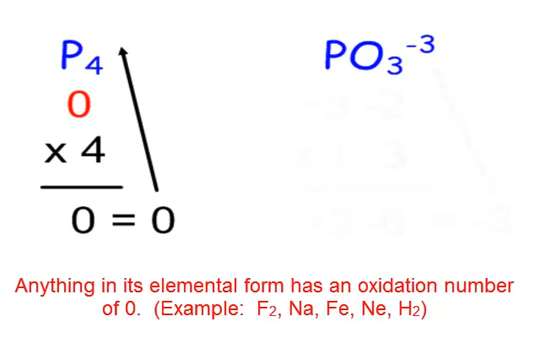 P₄
PO₃⁻³
0
x 4
0 = 0
Anything in its elemental form has an oxidation number
of 0. (Example: F₂, Na, Fe, Ne, H₂)